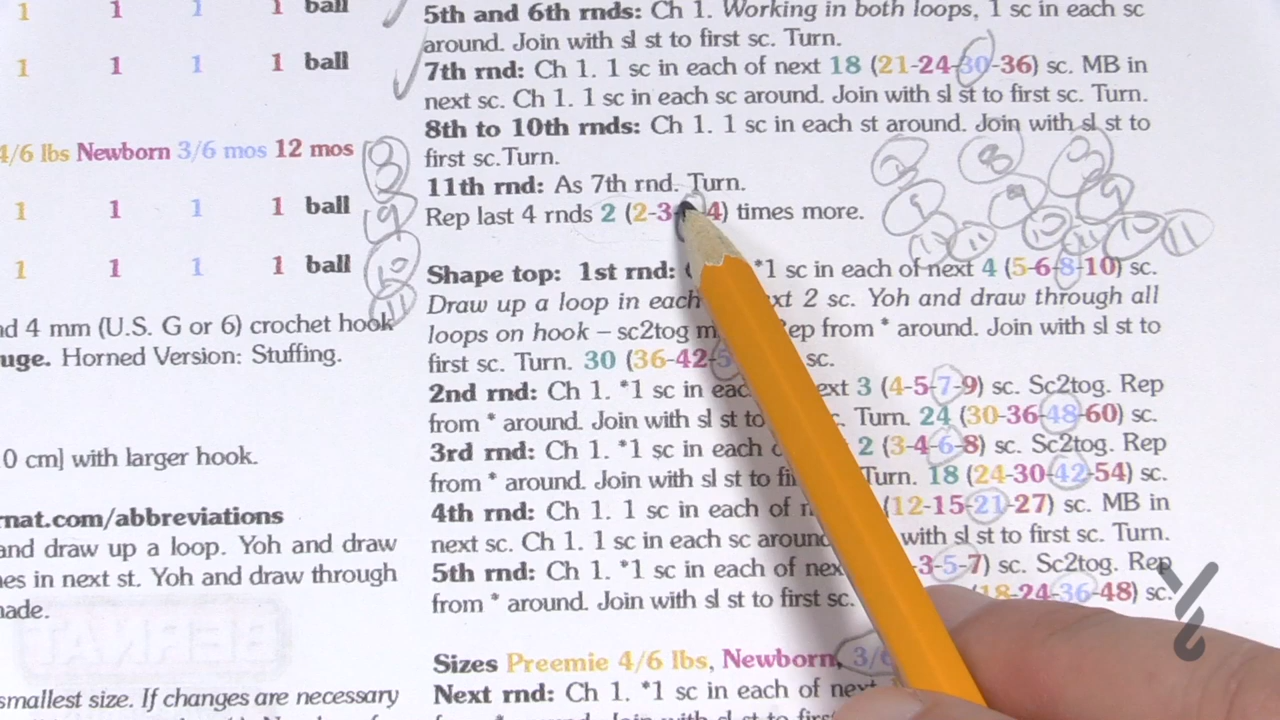 1 1 1 1 ball
1 1 1 1 ball
4/6 lbs Newborn 3/6 mos 12 mos
1 1 1 1 ball
1 1 1 1 ball
4 mm (U.S. G or 6) crochet hook
Horned Version: Stuffing.
0 cm] with larger hook.
and draw up a loop. Yoh and draw
in next st. Yoh and draw through
smallest size. If changes are necessary
5th and 6th rnds: Ch 1. Working in both loops, 1 sc in each sc
around. Join with sl st to first sc. Turn.
7th rnd: Ch 1. 1 sc in each of next 18 (21-24-30-36) sc. MB in
next sc. Ch 1. 1 sc in each sc around. Join with sl st to first sc. Turn.
8th to 10th rnds: Ch 1. 1 sc in each st around. Join with sl st to
first sc. Turn.
11th rnd: As 7th rnd. Turn.
Rep last 4 rnds 2 (2-3- 4) times more.
Shape top: 1st rnd: *1 sc in each of next 4 (5-6-8-10) sc.
Draw up a loop in each 2 sc. Yoh and draw through all
loops on hook – sc2tog from * around. Join with sl st to
first sc. Turn. 30 (36-42- sc.
2nd rnd: Ch 1. *1 sc in 3 (4-5-7-9) sc. Sc2tog. Rep
from * around. Join with sl st to Turn. 24 (30-36-48-60) sc.
3rd rnd: Ch 1. *1 sc in each 2 (3-4-6-8) sc. Sc2tog. Rep
from * around. Join with sl st to Turn. 18 (24-30-42-54) sc.
4th rnd: Ch 1. 1 sc in each of (12-15-21-27) sc. MB in
next sc. Ch 1. 1 sc in each sc around with sl st to first sc. Turn.
5th rnd: Ch 1. *1 sc in each of -3-5-7) sc. Sc2tog. Rep
from * around. Join with sl st to first sc. 18-24-36-48) sc.
Sizes Preemie 4/6 lbs, Newborn,
Next rnd: Ch 1. *1 sc in each of next
8
9
10
11
8 9 10 11